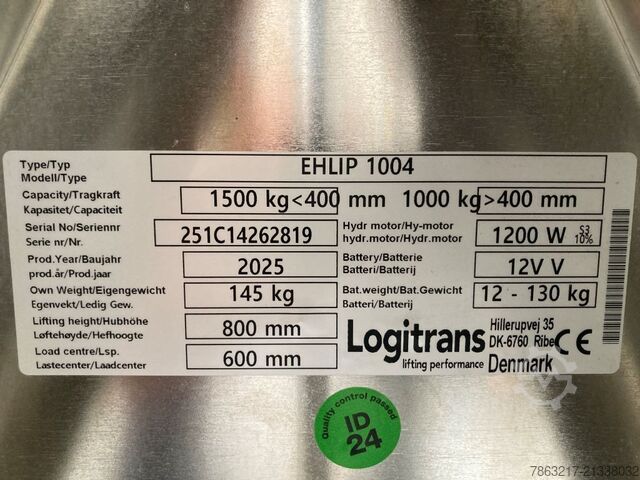 Type/Typ
Modell/Type
EHLIP 1004
Capacity/Tragkraft
Kapasitet/Capaciteit
1500 kg<400 mm 1000 kg>400 mm
Serial No/Seriennr
Serie nr/Nr.
251C14262819
Hydr motor/Hy-motor
hydr.motor/Hydr.motor
1200 W S3 10%
Prod.Year/Baujahr
prod.år/Prod.jaar
2025
Battery/Batterie
Batteri/Batterij
12V V
Own Weight/Eigengewicht
Egenvekt/Ledig Gew.
145 kg
Bat.weight/Bat.Gewicht
Batteri/Batterij
12 - 130 kg
Lifting height/Hubhöhe
Løftehøyde/Hefhoogte
800 mm
Load centre/Lsp.
Lastecenter/Laadcenter
600 mm
Logitrans
lifting performance
Hillerupvej 35
DK-6760 Ribe
Denmark
CE
Quality control passed
ID
24
7863217-21338032